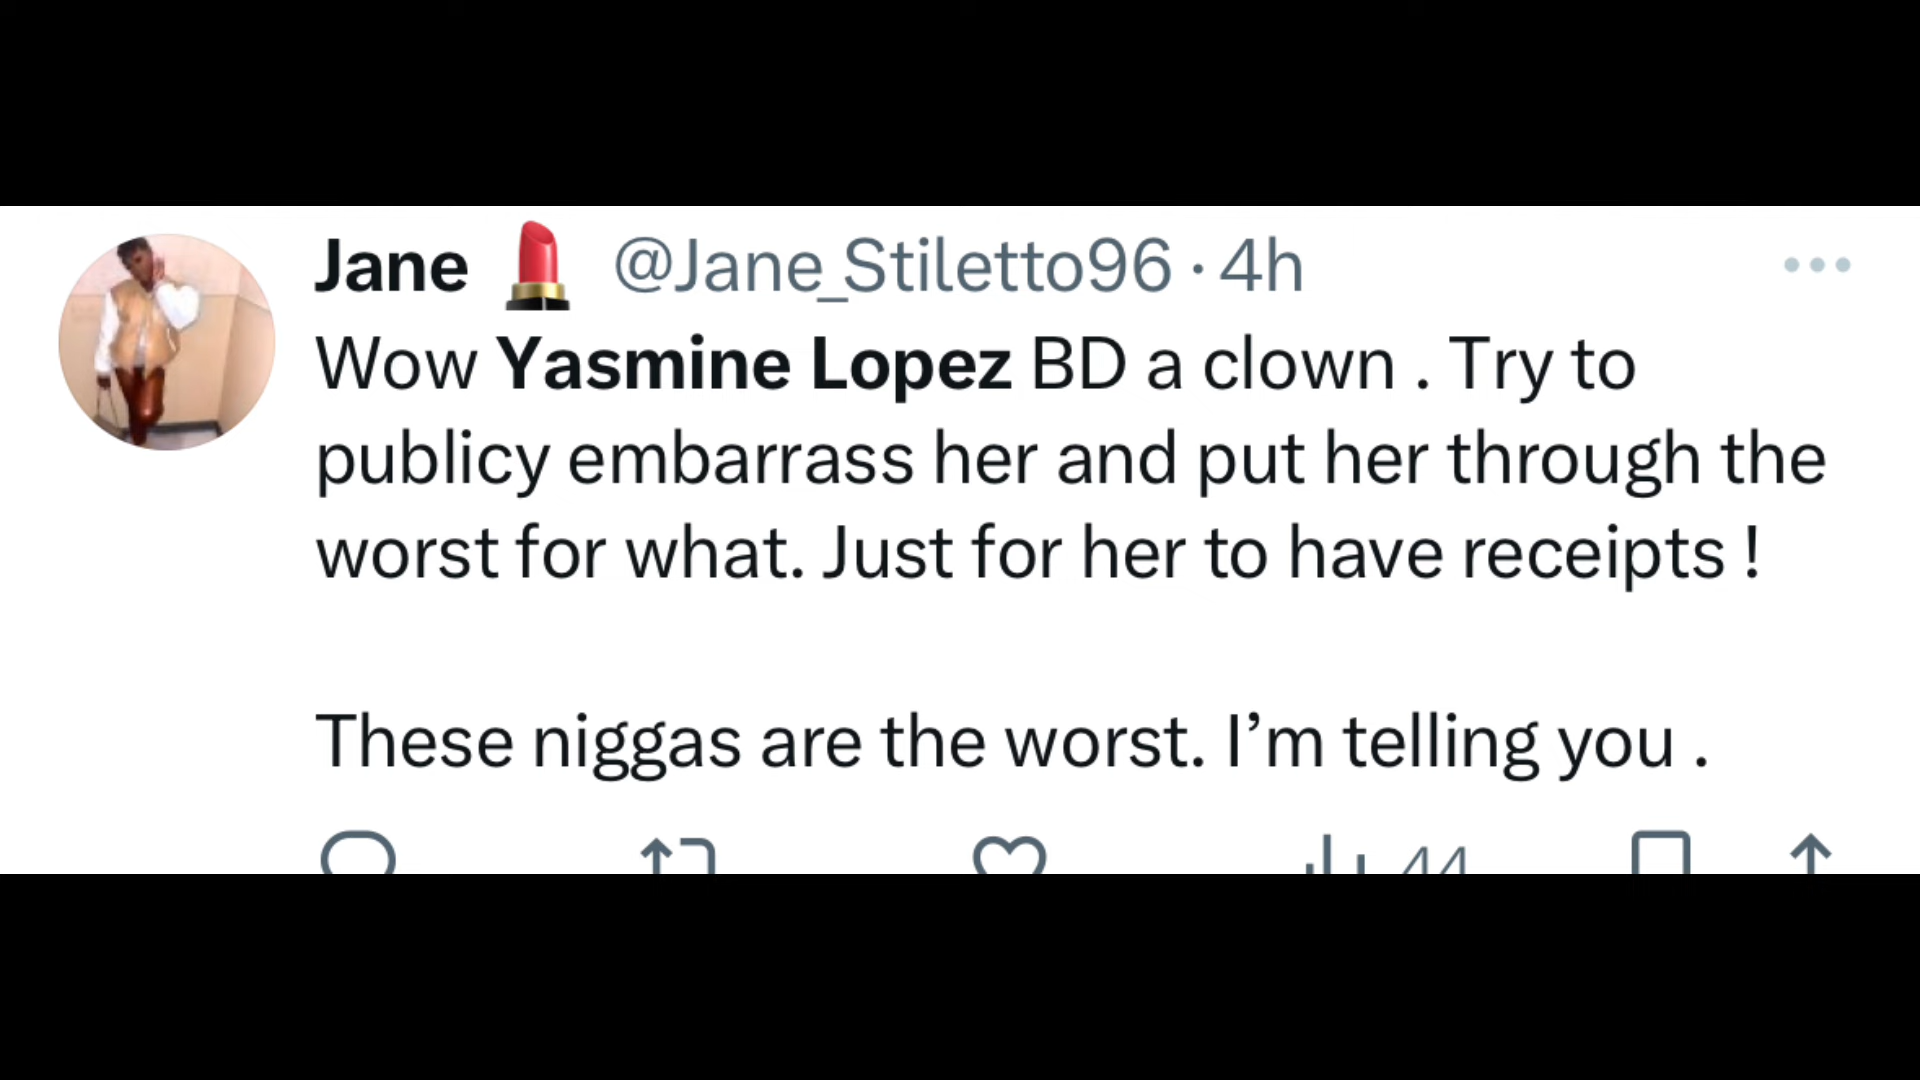 Jane 💄 @Jane_Stiletto96 · 4h
Wow Yasmine Lopez BD a clown . Try to
publicy embarrass her and put her through the
worst for what. Just for her to have receipts !
These niggas are the worst. I’m telling you .
44